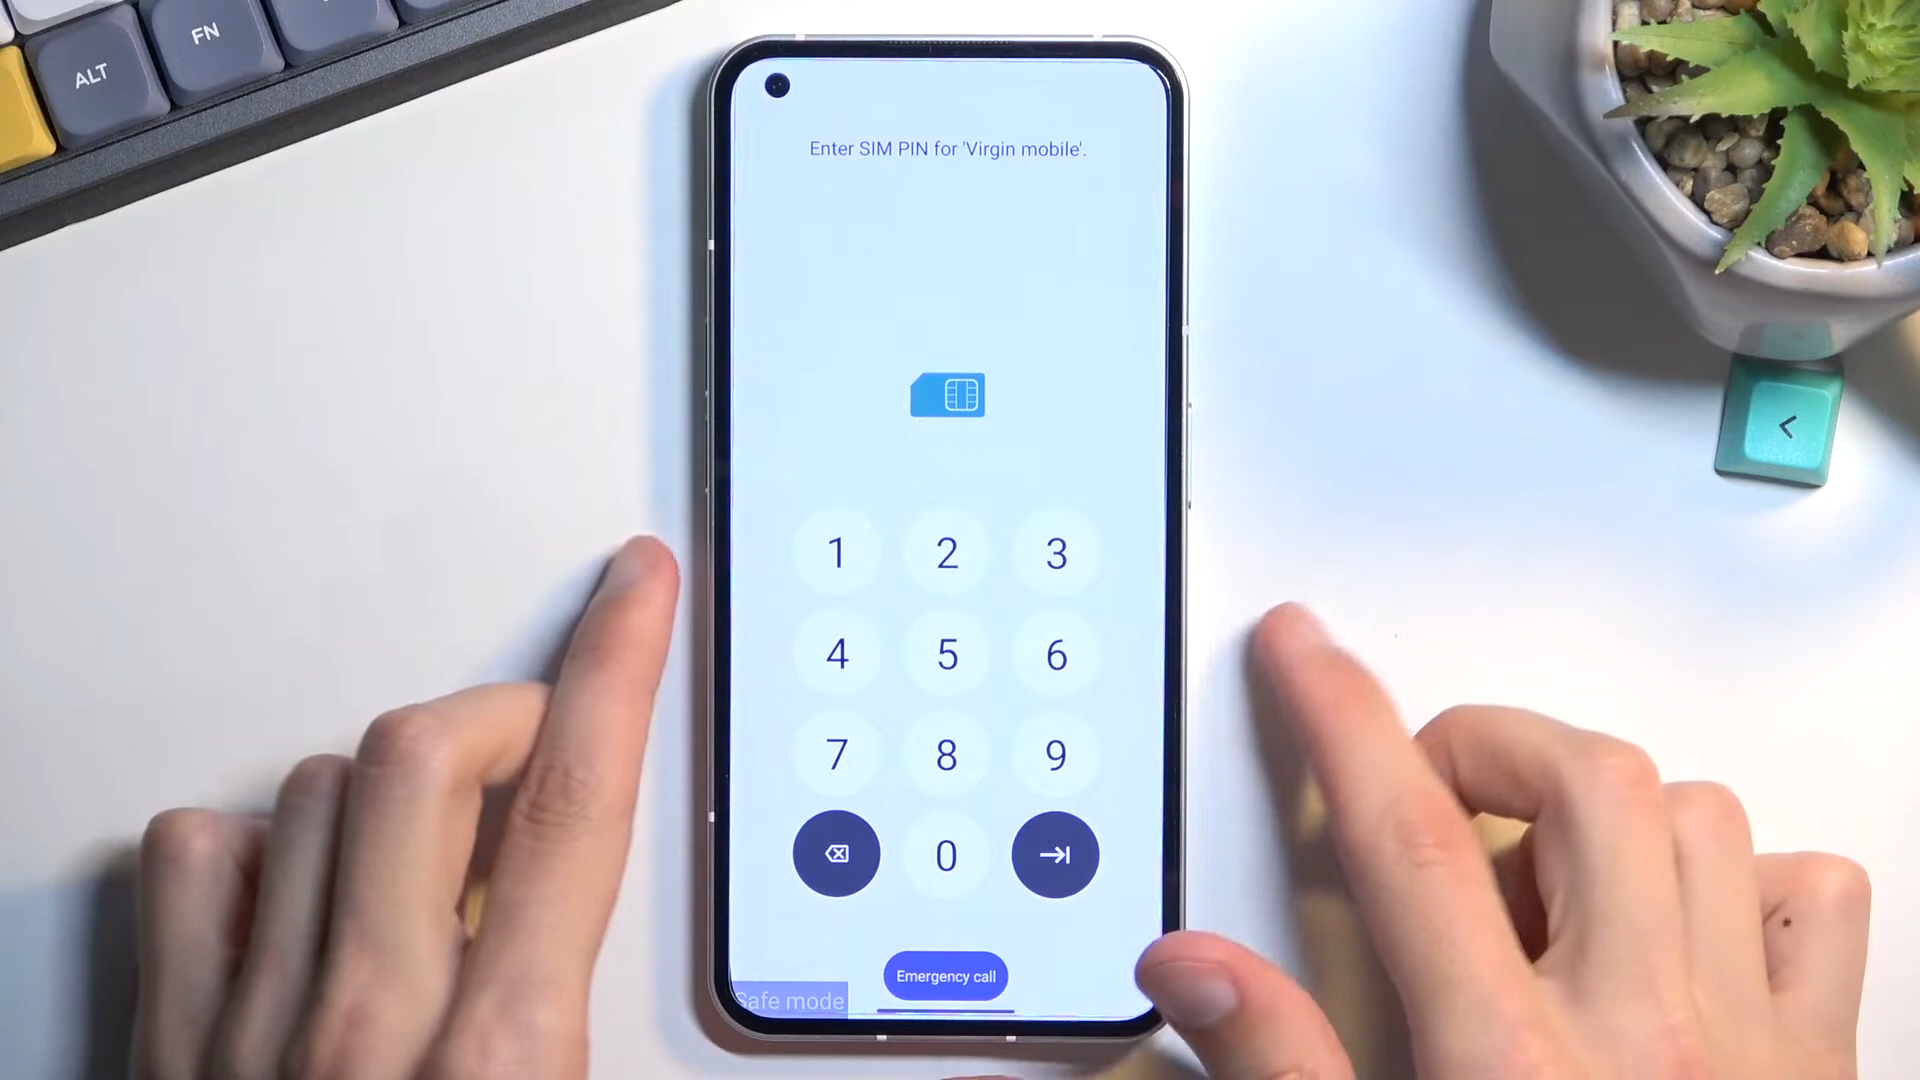 ALT
FN
Enter SIM PIN for 'Virgin mobile'.
<
1 2 3
4 5 6
7 8 9
0
Emergency call
Safe mode